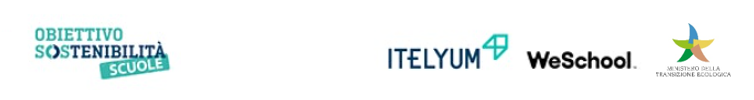 OBIETTIVO
SOSTENIBILITÀ
SCUOLE
ITELYUM
WeSchool
MINISTERO DELLA
TRANSIZIONE ECOLOGICA